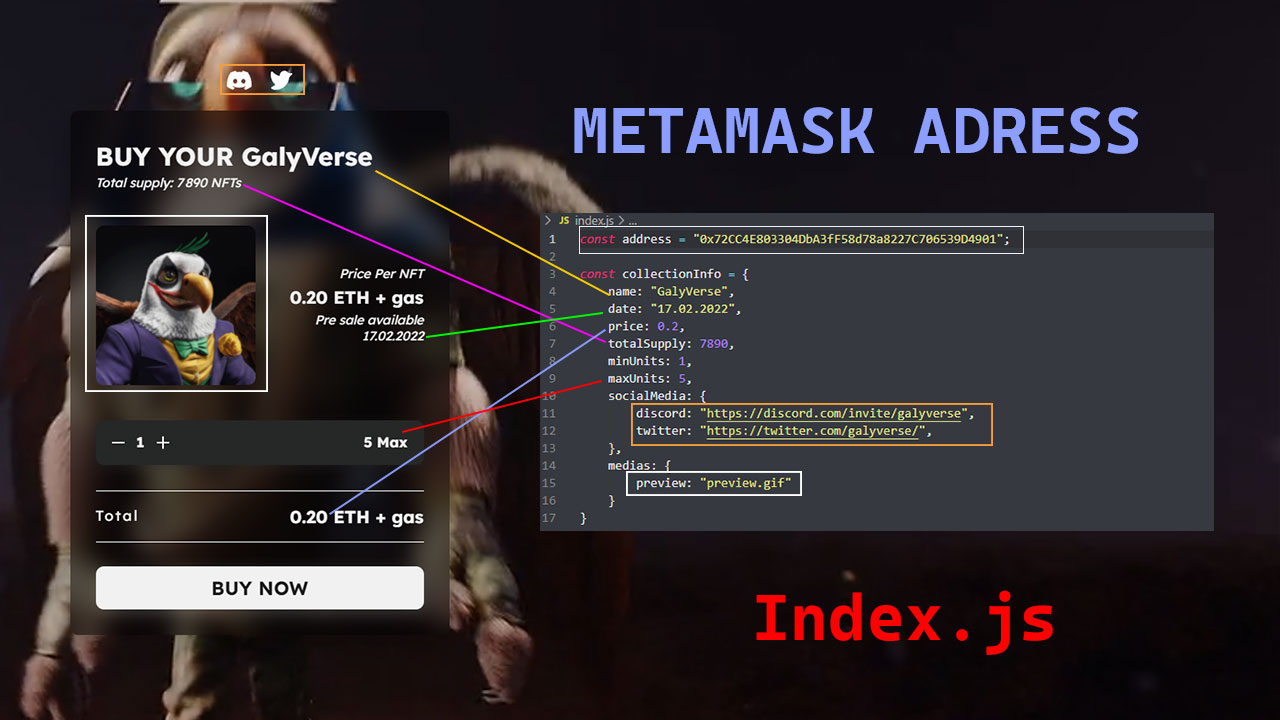 BUY YOUR GalyVerse
Total supply: 7890 NFTs
Price Per NFT
0.20 ETH + gas
Pre sale available
17.02.2022
— 1 + 5 Max
Total 0.20 ETH + gas
BUY NOW
METAMASK ADRESS
JS index.js > ...
1 const address = "0x72CC4E803304DbA3fF58d78a8227C706539D4901";
2
3 const collectionInfo = {
4 name: "GalyVerse",
5 date: "17.02.2022",
6 price: 0.2,
7 totalSupply: 7890,
8 minUnits: 1,
9 maxUnits: 5,
10 socialMedia: {
11 discord: "https://discord.com/invite/galyverse",
12 twitter: "https://twitter.com/galyverse/",
13 },
14 medias: {
15 preview: "preview.gif"
16 }
17 }
Index.js